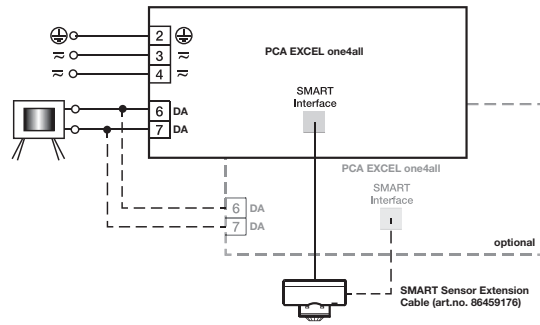 2
PCA EXCEL one4all
3
4
SMART
Interface
6 DA
7 DA
PCA EXCEL one4all
SMART
Interface
6 DA
7 DA
optional
SMART Sensor Extension
Cable (art.no. 86459176)